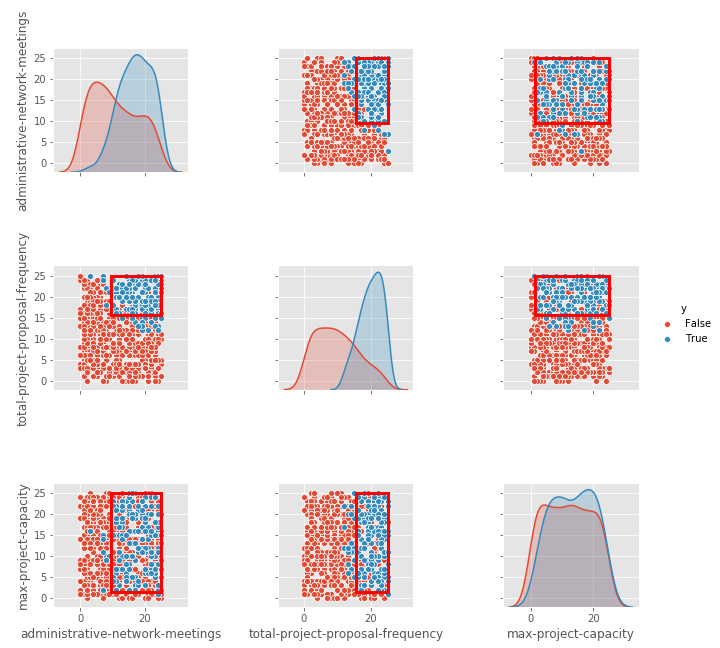 administrative-network-meetings
25
20
15
10
5
0
total-project-proposal-frequency
25
20
15
10
5
0
y
False
True
max-project-capacity
25
20
15
10
5
0
0 20 0 20 0 20
administrative-network-meetings total-project-proposal-frequency max-project-capacity